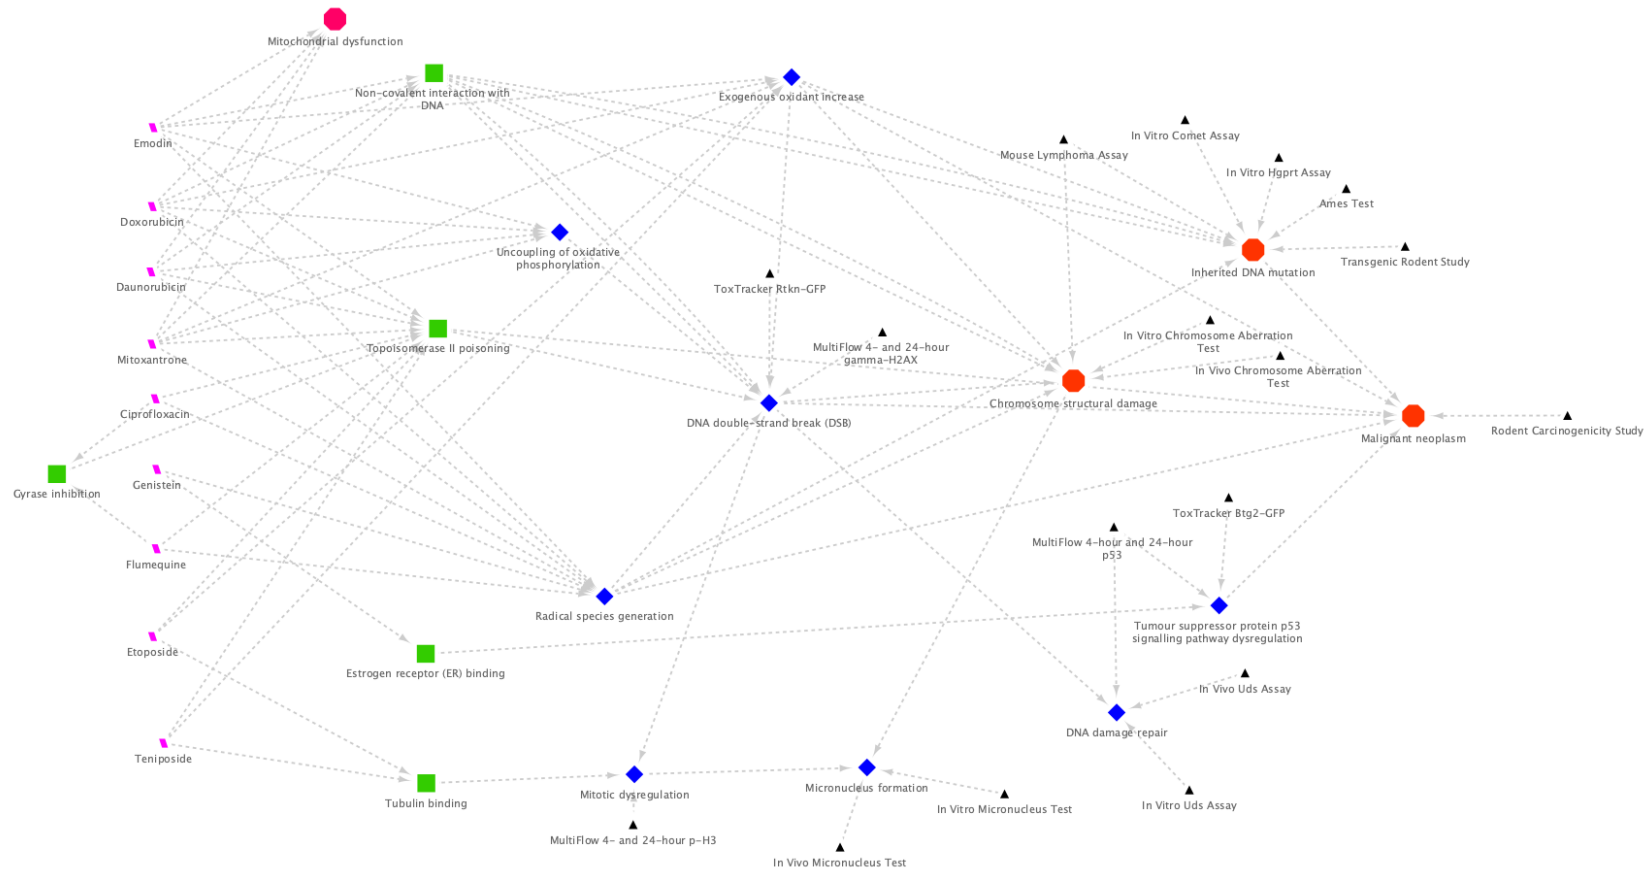 Mitochondrial dysfunction
Non-covalent interaction with
DNA
Exogenous oxidant increase
Emodin
In Vitro Comet Assay
Mouse Lymphoma Assay
In Vitro Hgprt Assay
Ames Test
Doxorubicin
Uncoupling of oxidative
phosphorylation
Inherited DNA mutation
Transgenic Rodent Study
Daunorubicin
ToxTracker Rtkn-GFP
In Vitro Chromosome Aberration
Test
Topoisomerase II poisoning
MultiFlow 4- and 24-hour
gamma-H2AX
Mitoxantrone
In Vivo Chromosome Aberration
Test
Chromosome structural damage
Ciprofloxacin
DNA double-strand break (DSB)
Malignant neoplasm
Rodent Carcinogenicity Study
Genistein
Gyrase inhibition
ToxTracker Btg2-GFP
MultiFlow 4-hour and 24-hour
p53
Flumequine
Radical species generation
Tumour suppressor protein p53
signalling pathway dysregulation
Etoposide
Estrogen receptor (ER) binding
In Vivo Uds Assay
DNA damage repair
Teniposide
Micronucleus formation
Mitotic dysregulation
Tubulin binding
In Vitro Uds Assay
In Vitro Micronucleus Test
MultiFlow 4- and 24-hour p-H3
In Vivo Micronucleus Test